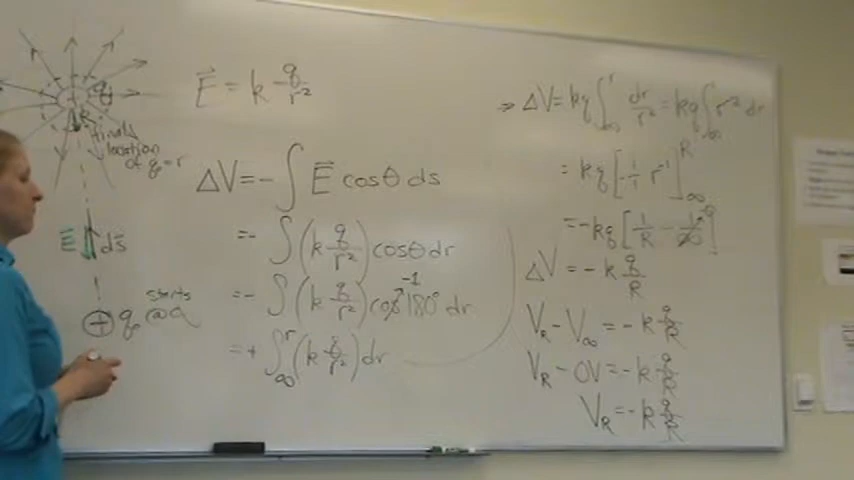 q
R
final
location
of q = r
E⃗ ds⃗
+ q starts
@ ∞
E⃗ = k q/r²
ΔV = -∫ E⃗ cosθ ds
= -∫ (k q/r²) cosθ dr
= -∫ (k q/r²) cos 180° dr -1
= +∫_∞^r (k q/r²) dr
⇒ ΔV = kq ∫_∞^r dr/r² = kq ∫_∞ r⁻² dr
= kq [-1/1 r⁻¹]_∞^R
= -kq [1/R - 1/∞] 0
ΔV = -k q/R
V_R - V_∞ = -k q/R
V_R - 0V = -k q/R
V_R = -k q/R